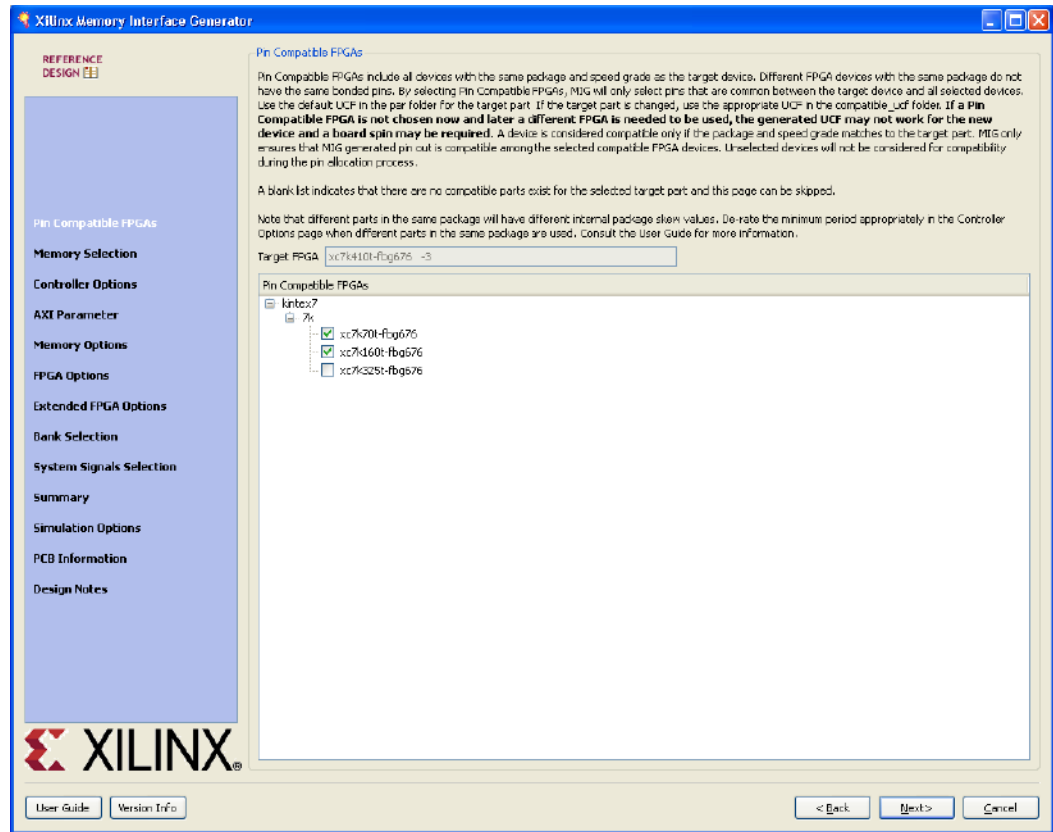 Xilinx Memory Interface Generator
REFERENCE
DESIGN
Pin Compatible FPGAs
Memory Selection
Controller Options
AXI Parameter
Memory Options
FPGA Options
Extended FPGA Options
Bank Selection
System Signals Selection
Summary
Simulation Options
PCB Information
Design Notes
XILINX®
Pin Compatible FPGAs
Pin Compatible FPGAs include all devices with the same package and speed grade as the target device. Different FPGA devices with the same package do not
have the same bonded pins. By selecting Pin Compatible FPGAs, MIG will only select pins that are common between the target device and all selected devices.
Use the default UCF in the par folder for the target part. If the target part is changed, use the appropriate UCF in the compatible_ucf folder. If a Pin
Compatible FPGA is not chosen now and later a different FPGA is needed to be used, the generated UCF may not work for the new
device and a board spin may be required. A device is considered compatible only if the package and speed grade matches to the target part. MIG only
ensures that MIG generated pin out is compatible among the selected compatible FPGA devices. Unselected devices will not be considered for compatibility
during the pin allocation process.
A blank list indicates that there are no compatible parts exist for the selected target part and this page can be skipped.
Note that different parts in the same package will have different internal package skew values. De-rate the minimum period appropriately in the Controller
Options page when different parts in the same package are used. Consult the User Guide for more information.
Target FPGA xc7k410t-fbg676 -3
Pin Compatible FPGAs
kintex7
7k
xc7k70t-fbg676
xc7k160t-fbg676
xc7k325t-fbg676
User Guide Version Info < Back Next> Cancel